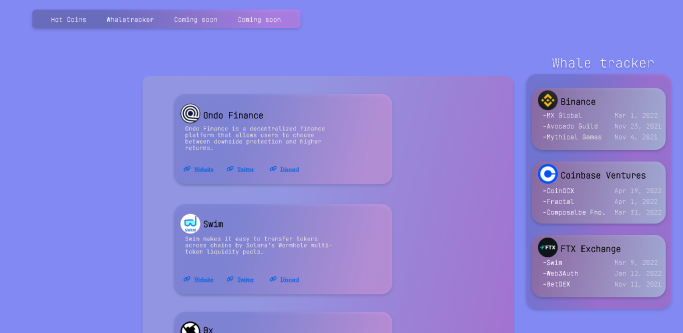 Hot Coins Whaletracker Coming soon Coming soon
Whale tracker
Ondo Finance
Ondo Finance is a decentralized finance
platform that allows users to choose
between downside protection and higher
returns.
Website Twitter Discord
Swim
Swim makes it easy to transfer tokens
across chains by Solana's Wormhole multi-
token liquidity pools.
Website Twitter Discord
0x
Binance
-MX Global Mar 1, 2022
-Avocado Guild Nov 23, 2021
-Mythical Games Nov 4, 2021
Coinbase Ventures
-CoinDCX Apr 19, 2022
-Fractal Apr 1, 2022
-Composalbe Fno. Mar 31, 2022
FTX
FTX Exchange
-Swim Mar 9, 2022
-Web3Auth Jan 12, 2022
-BetDEX Nov 11, 2021